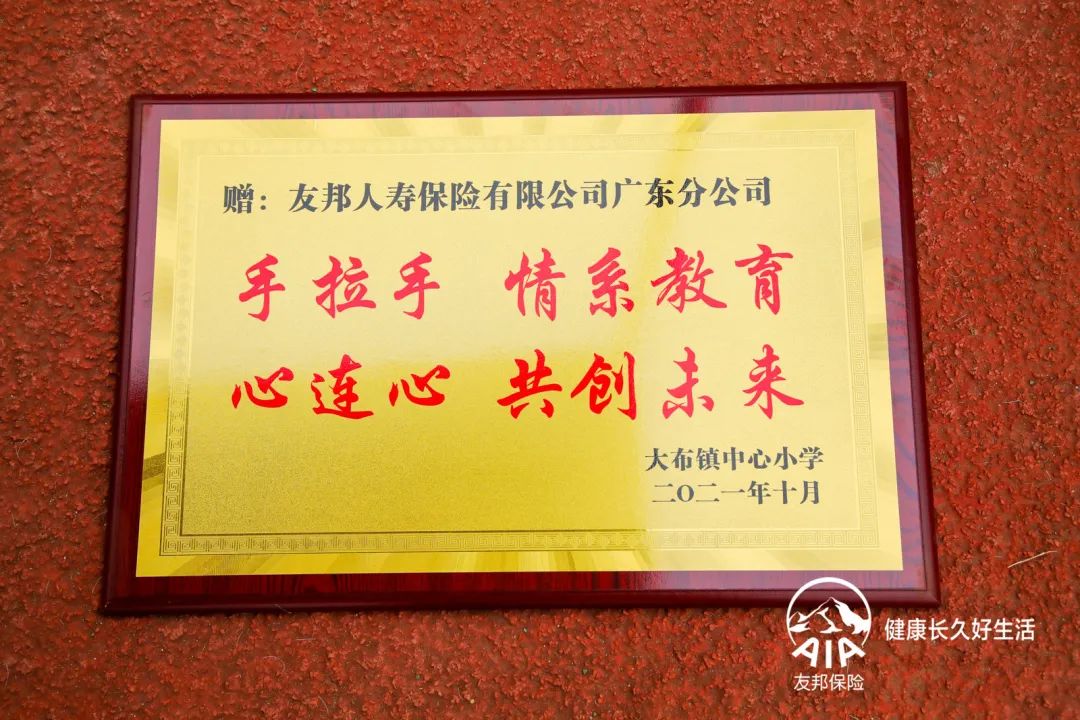 赠：友邦人寿保险有限公司广东分公司
手拉手 情系教育
心连心 共创未来
大布镇中心小学
二〇二一年十月
AIA
友邦保险
健康长久好生活